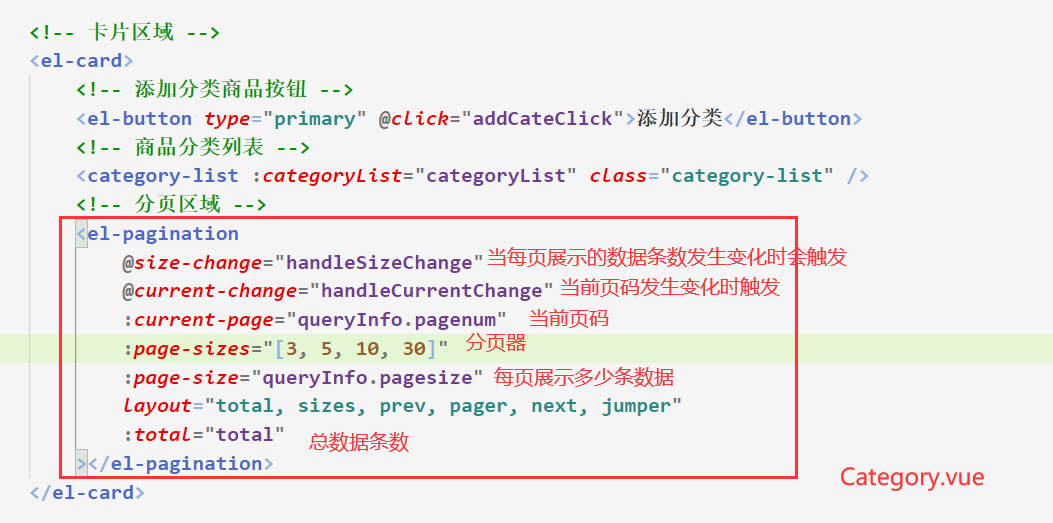 <!-- 卡片区域 -->
<el-card>
<!-- 添加分类商品按钮 -->
<el-button type="primary" @click="addCateClick">添加分类</el-button>
<!-- 商品分类列表 -->
<category-list :categoryList="categoryList" class="category-list" />
<!-- 分页区域 -->
<el-pagination
@size-change="handleSizeChange" 当每页展示的数据条数发生变化时会触发
@current-change="handleCurrentChange" 当前页码发生变化时触发
:current-page="queryInfo.pagenum" 当前页码
:page-sizes="[3, 5, 10, 30]" 分页器
:page-size="queryInfo.pagesize" 每页展示多少条数据
layout="total, sizes, prev, pager, next, jumper"
:total="total" 总数据条数
></el-pagination>
Category.vue
</el-card>